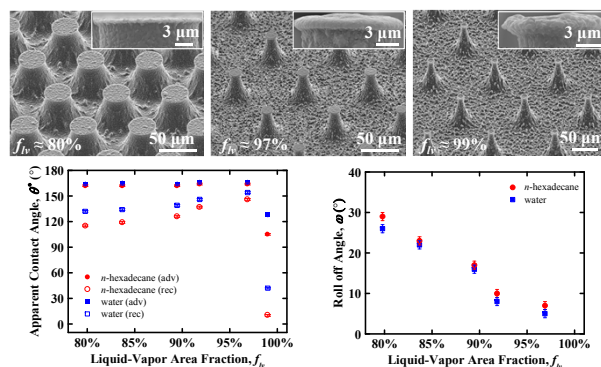 3 μm
3 μm
3 μm
f_lv ≈ 80%
50 μm
f_lv ≈ 97%
50 μm
f_lv ≈ 99%
50 μm
Apparent Contact Angle, θ* (°)
180
150
120
90
60
30
0
n-hexadecane (adv)
n-hexadecane (rec)
water (adv)
water (rec)
80% 85% 90% 95% 100%
Liquid-Vapor Area Fraction, f_lv
Roll off Angle, ω (°)
40
30
20
10
0
n-hexadecane
water
80% 85% 90% 95% 100%
Liquid-Vapor Area Fraction, f_lv